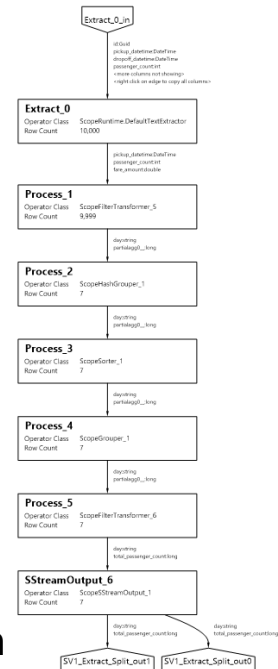 Extract_0_in
id:Guid
pickup_datetime:DateTime
dropoff_datetime:DateTime
passenger_count:int
<more columns not showing>
<right click on edge to copy all columns>
Extract_0
Operator Class ScopeRuntime.DefaultTextExtractor
Row Count 10,000
pickup_datetime:DateTime
passenger_count:int
fare_amount:double
Process_1
Operator Class ScopeFilterTransformer_5
Row Count 9,999
day:string
partialagg0__:long
Process_2
Operator Class ScopeHashGrouper_1
Row Count 7
day:string
partialagg0__:long
Process_3
Operator Class ScopeSorter_1
Row Count 7
day:string
partialagg0__:long
Process_4
Operator Class ScopeGrouper_1
Row Count 7
day:string
partialagg0__:long
Process_5
Operator Class ScopeFilterTransformer_6
Row Count 7
day:string
total_passenger_count:long
SStreamOutput_6
Operator Class ScopeSStreamOutput_1
Row Count 7
day:string
total_passenger_count:long
day:string
total_passenger_count:long
SV1_Extract_Split_out1
SV1_Extract_Split_out0